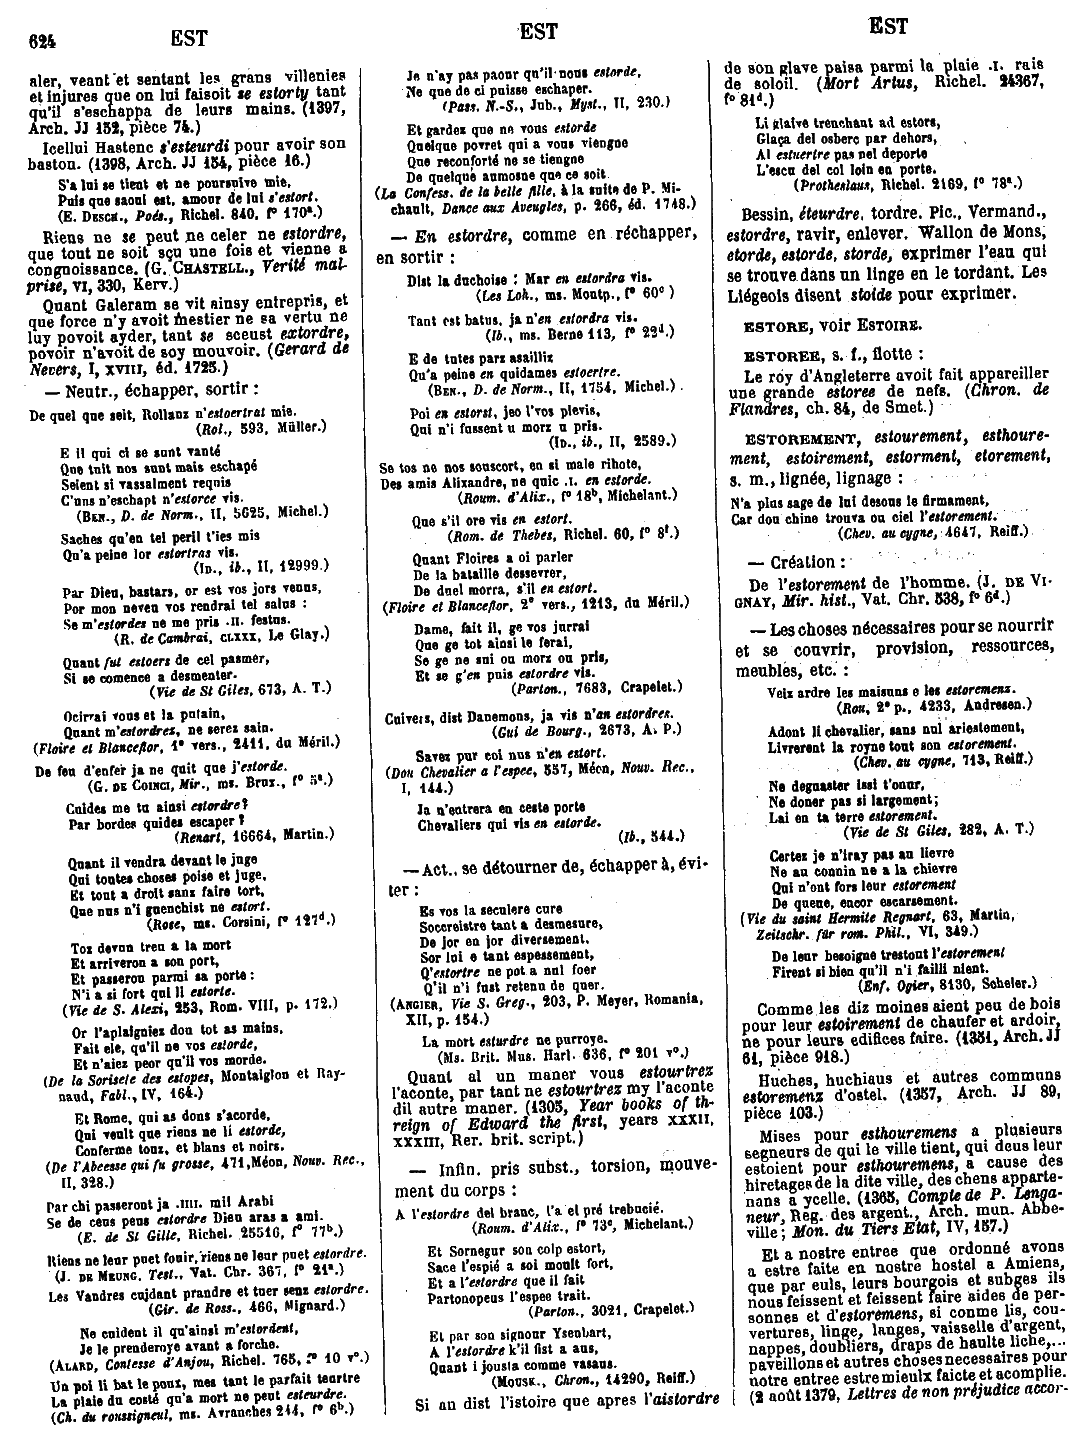 624
EST
EST
EST
aler, veant et sentant les grans villenies
et injures que on lui faisoit se estorty tant
qu'il s'eschappa de leurs mains. (1397,
Arch. JJ 152, pièce 74.)
Icellui Hastenc s'esteurdi pour avoir son
baston. (1398, Arch. JJ 154, pièce 16.)
S'a lui se tient et ne poursuive mie,
Puis que saoul est, amour de lui s'estort.
(E. DESCH., Poés., Richel. 840, f° 170ª.)
Riens ne se peut ne celer ne estordre,
que tout ne soit sçu une fois et vienne a
congnoissance. (G. CHASTELL., Verité mal-
prise, VI, 330, Kerv.)
Quant Galeram se vit ainsy entrepris, et
que force n'y avoit mestier ne sa vertu ne
luy povoit ayder, tant se sceust extordre,
povoir n'avoit de soy mouvoir. (Gerard de
Nevers, I, XVIII, éd. 1725.)
— Neutr., échapper, sortir :
De quel que seit, Rollanz n'estoertrat mie.
(Rol., 593, Müller.)
E il qui ci se sunt vanté
Que tuit nos sunt mais eschapé
Seient si vassalment requis
C'uns n'eschapt n'estorce vis.
(BEN., D. de Norm., II, 5625, Michel.)
Saches qu'en tel peril t'ies mis
Qu'a peine lor estortras vis.
(ID., ib., II, 12999.)
Par Dieu, bastars, or est vos jors venus,
Por mon neveu vos rendrai tel salus :
Se m'estordes ne me pris .II. festus.
(R. de Cambrai, CLXXX, Le Glay.)
Quant fut estoers de cel pasmer,
Si se comence a desmenter.
(Vie de St Giles, 673, A. T.)
Ocirrai vous et la putain,
Quant m'estordrez, ne serez sain.
(Floire et Blanceflor, 1ª vers., 2411, du Méril.)
De feu d'enfer ja ne quit que j'estorde.
(G. DE COINCI, Mir., ms. Brux., f° 5ª.)
Cuides me tu ainsi estordre?
Par bordes quides escaper?
(Renart, 16664, Martin.)
Quant il vendra devant le juge
Qui toutes choses poise et juge,
Et tout a droit sanz faire tort,
Que nus n'i guenchist ne estort.
(Rose, ms. Corsini, f° 127ᵈ.)
Toz devun treu a la mort
Et arriveron a son port,
Et passeron parmi sa porte :
N'i a si fort qui li estorte.
(Vie de S. Alexi, 253, Rom. VIII, p. 172.)
Or l'aplaigniez dou tot as mains,
Fait ele, qu'il ne vos estorde,
Et n'aiez peor qu'il vos morde.
(De la Sorisete des estopes, Montaiglon et Ray-
naud, Fabl., IV, 164.)
Et Rome, qui as dons s'acorde,
Qui veult que riens ne li estorde,
Conferme touz, et blans et noirs.
(De l'Abeesse qui fu grosse, 471, Méon, Nouv. Rec.,
II, 328.)
Par chi passeront ja .IIII. mil Arabi
Se de ceus peus estordre Dieu aras a ami.
(E. de St Gille, Richel. 25516, f° 77ᵇ.)
Riens ne leur puet fouir, riens ne leur puet estordre.
(J. DE MEUNG, Test., Vat. Chr. 367, f° 21ª.)
Les Vandres cujdant prandre et tuer senz estordre.
(Gir. de Ross., 466, Mignard.)
Ne cuident il qu'ainsi m'estordent,
Je le prenderoye avant a forche.
(ALARD, Contesse d'Anjou, Richel. 765, f° 10 v°.)
Un poi li bat le pouz, mes tant le parfait teurtre
La plaie du costé qu'a mort ne peut esteurdre.
(Ch. du roussigneul, ms. Avranches 244, f° 6ᵇ.)
Je n'ay pas paour qu'il nous estorde,
Ne que de ci puisse eschaper.
(Pass. N.-S., Jub., Myst., II, 230.)
Et gardez que ne vous estorde
Quelque povret qui a vous viengne
Que reconforté ne se tiengne
De quelque aumosne que ce soit.
(La Confess. de la belle fille, à la suite de P. Mi-
chault, Dance aux Aveugles, p. 266, éd. 1748.)
— En estordre, comme en réchapper,
en sortir :
Dist la duchoise : Mar en estordra vis.
(Les Loh., ms. Montp., f° 60ᶜ)
Tant est batus, ja n'en estordra vis.
(Ib., ms. Berne 113, f° 22ᵈ.)
E de tutes parz asailliz
Qu'a peine en quidames estoertre.
(BEN., D. de Norm., II, 1754, Michel.)
Poi en estorst, jeo l'vos plevis,
Qui n'i fussent u morz u pris.
(ID., ib., II, 2589.)
Se tos ne nos souscort, en si male rihote,
Des amis Alixandre, ne quic .I. en estorde.
(Roum. d'Alix., f° 18ᵇ, Michelant.)
Que s'il ore vis en estort.
(Rom. de Thebes, Richel. 60, f° 8ᶠ.)
Quant Floires a oi parler
De la bataille dessevrer,
De duel morra, s'il en estort.
(Floire et Blanceflor, 2ᵉ vers., 1213, du Méril.)
Dame, fait il, ge vos jurrai
Que ge tot ainsi le ferai,
Se ge ne sui ou morz ou pris,
Et se g'en puis estordre vis.
(Parton., 7683, Crapelet.)
Cuivers, dist Danemons, ja vis n'an estordrez.
(Gui de Bourg., 2673, A. P.)
Savez pur coi nus n'en estort.
(Dou Chevalier a l'espee, 557, Méon, Nouv. Rec.,
I, 144.)
Ja n'entrera en ceste porte
Chevaliers qui vis en estorde.
(Ib., 544.)
— Act., se détourner de, échapper à, évi-
ter :
Es vos la seculere cure
Soccreistre tant a desmesure,
De jor en jor diversement,
Sor lui e tant espessement,
Q'estortre ne pot a nul foer
Q'il n'i fust retenu de quer.
(ANGIER, Vie S. Greg., 203, P. Meyer, Romania,
XII, p. 154.)
La mort esturdre ne purroye.
(Ms. Brit. Mus. Harl. 636, f° 201 v°.)
Quant al un maner vous estourtrez
l'aconte, par tant ne estourtrez my l'aconte
dil autre maner. (1305, Year books of th-
reign of Edward the first, years XXXII,
XXXIII, Rer. brit. script.)
— Infin. pris subst., torsion, mouve-
ment du corps :
A l'estordre del branc, l'a el pré trebucié.
(Roum. d'Alix., f° 73ᶜ, Michelant.)
Et Sornegur son colp estort,
Sace l'espié a soi moult fort,
Et a l'estordre que il fait
Partonopeus l'espee trait.
(Parton., 3021, Crapelet.)
Et par son signour Ysenbart,
A l'estordre k'il fist a aus,
Quant i jousta comme vasaus.
(MOUSK., Chron., 14290, Reiff.)
Si an dist l'istoire que apres l'aistordre
de son glave paisa parmi la plaie .I. rais
de soloil. (Mort Artus, Richel. 24367,
f° 81ᵈ.)
Li glaive trenchant ad estors,
Glaça del osberc par dehors,
Al estuertre pas nel deporte
L'escu del col loin en porte.
(Prothesiaus, Richel. 2169, f° 78ª.)
Bessin, éteurdre, tordre. Pic., Vermand.,
estordre, ravir, enlever. Wallon de Mons,
etorde, estorde, storde, exprimer l'eau qui
se trouve dans un linge en le tordant. Les
Liégeois disent stoide pour exprimer.
ESTORE, voir ESTOIRE.
ESTOREE, s. f., flotte :
Le roy d'Angleterre avoit fait appareiller
une grande estoree de nefs. (Chron. de
Flandres, ch. 84, de Smet.)
ESTOREMENT, estourement, esthoure-
ment, estoirement, estorment, etorement,
s. m., lignée, lignage :
N'a plus sage de lui desous le firmament,
Car dou chine trouva ou ciel l'estorement.
(Chev. au cygne, 4647, Reiff.)
— Création :
De l'estorement de l'homme. (J. DE VI-
GNAY, Mir. hist., Vat. Chr. 538, f° 6ᵈ.)
— Les choses nécessaires pour se nourrir
et se couvrir, provision, ressources,
meubles, etc. :
Veiz ardre les maisuns e les estoremenz.
(Rou, 2ᵉ p., 4233, Andresen.)
Adont li chevalier, sans nul ariestement,
Livrerent la royne tout son estorement.
(Chev. au cygne, 713, Reiff.)
Ne deguaster issi t'onur,
Ne doner pas si largement;
Lai en ta terre estorement.
(Vie de St Giles, 282, A. T.)
Certez je n'iray pas au lievre
Ne au connin ne a la chievre
Qui n'ont fors leur estorement
De queue, encor escarsement.
(Vie du saint Hermite Regnart, 63, Martin,
Zeitschr. für rom. Phil., VI, 349.)
De leur besoigne trestont l'estorement
Firent si bien qu'il n'i failli nient.
(Enf. Ogier, 8130, Scheler.)
Comme les diz moines aient peu de bois
pour leur estoirement de chaufer et ardoir,
ne pour leurs edifices faire. (1351, Arch. JJ
61, pièce 918.)
Huches, huchiaus et autres communs
estoremenz d'ostel. (1357, Arch. JJ 89,
pièce 103.)
Mises pour esthouremens a plusieurs
segneurs de qui le ville tient, qui deus leur
estoient pour esthouremens, a cause des
hiretages de la dite ville, des chens apparte-
nans a ycelle. (1365, Compte de P. Lenga-
neur, Reg. des argent., Arch. mun. Abbe-
ville; Mon. du Tiers Etat, IV, 157.)
Et a nostre entree que ordonné avons
a estre faite en nostre hostel a Amiens,
que par euls, leurs bourgois et subges ils
nous feissent et feissent faire aides de per-
sonnes et d'estoremens, si conme lis, cou-
vertures, linge, langes, vaisselle d'argent,
nappes, doubliers, draps de haulte liche,...
paveillons et autres choses necessaires pour
notre entree estre mieulx faicte et acomplie.
(2 août 1379, Lettres de non préjudice accor-